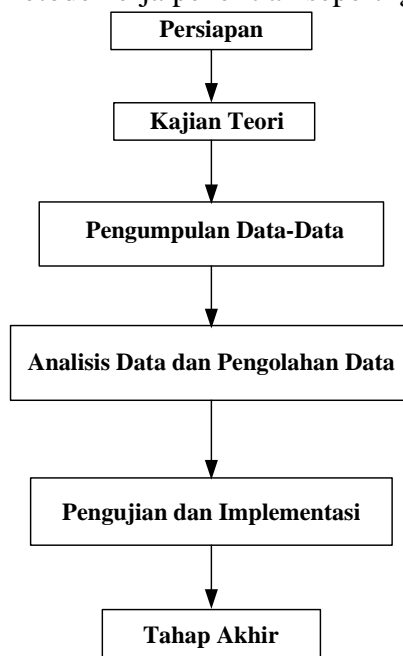 Persiapan
Kajian Teori
Pengumpulan Data-Data
Analisis Data dan Pengolahan Data
Pengujian dan Implementasi
Tahap Akhir